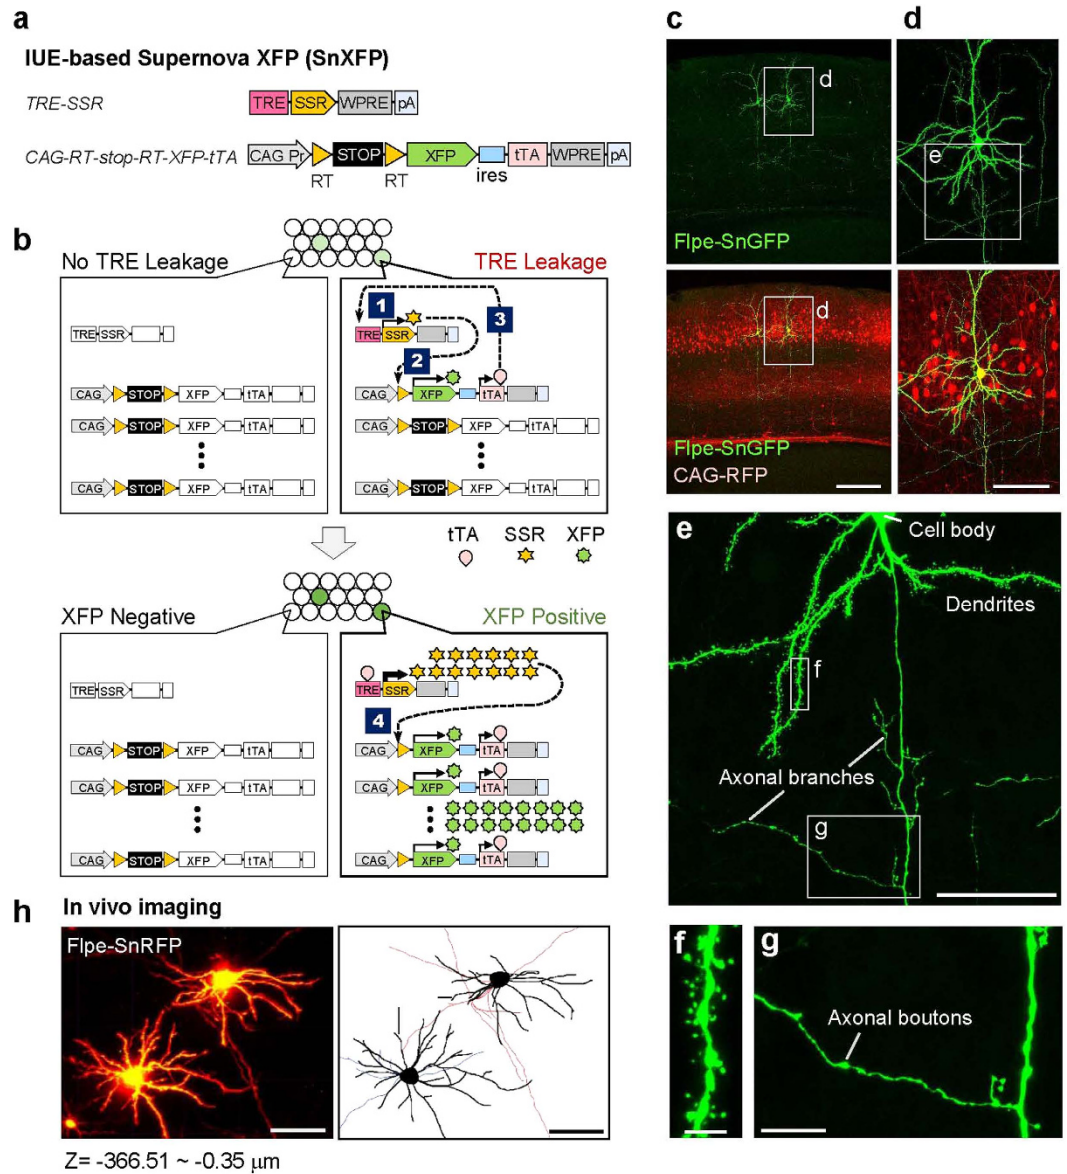 a
IUE-based Supernova XFP (SnXFP)
TRE-SSR
TRE SSR WPRE pA
CAG-RT-stop-RT-XFP-tTA
CAG Pr STOP XFP tTA WPRE pA
RT RT ires
b
No TRE Leakage
TRE Leakage
TRE SSR
CAG STOP XFP tTA
CAG STOP XFP tTA
CAG STOP XFP tTA
1
3
TRE SSR
2
CAG XFP tTA
CAG STOP XFP tTA
CAG STOP XFP tTA
tTA SSR XFP
XFP Negative
XFP Positive
TRE SSR
CAG STOP XFP tTA
CAG STOP XFP tTA
CAG STOP XFP tTA
TRE SSR
4
CAG XFP tTA
CAG XFP tTA
CAG XFP tTA
c
d
Flpe-SnGFP
d
Flpe-SnGFP
CAG-RFP
d
e
e
Cell body
Dendrites
f
Axonal branches
g
f
g
Axonal boutons
h In vivo imaging
Flpe-SnRFP
Z= -366.51 ~ -0.35 μm